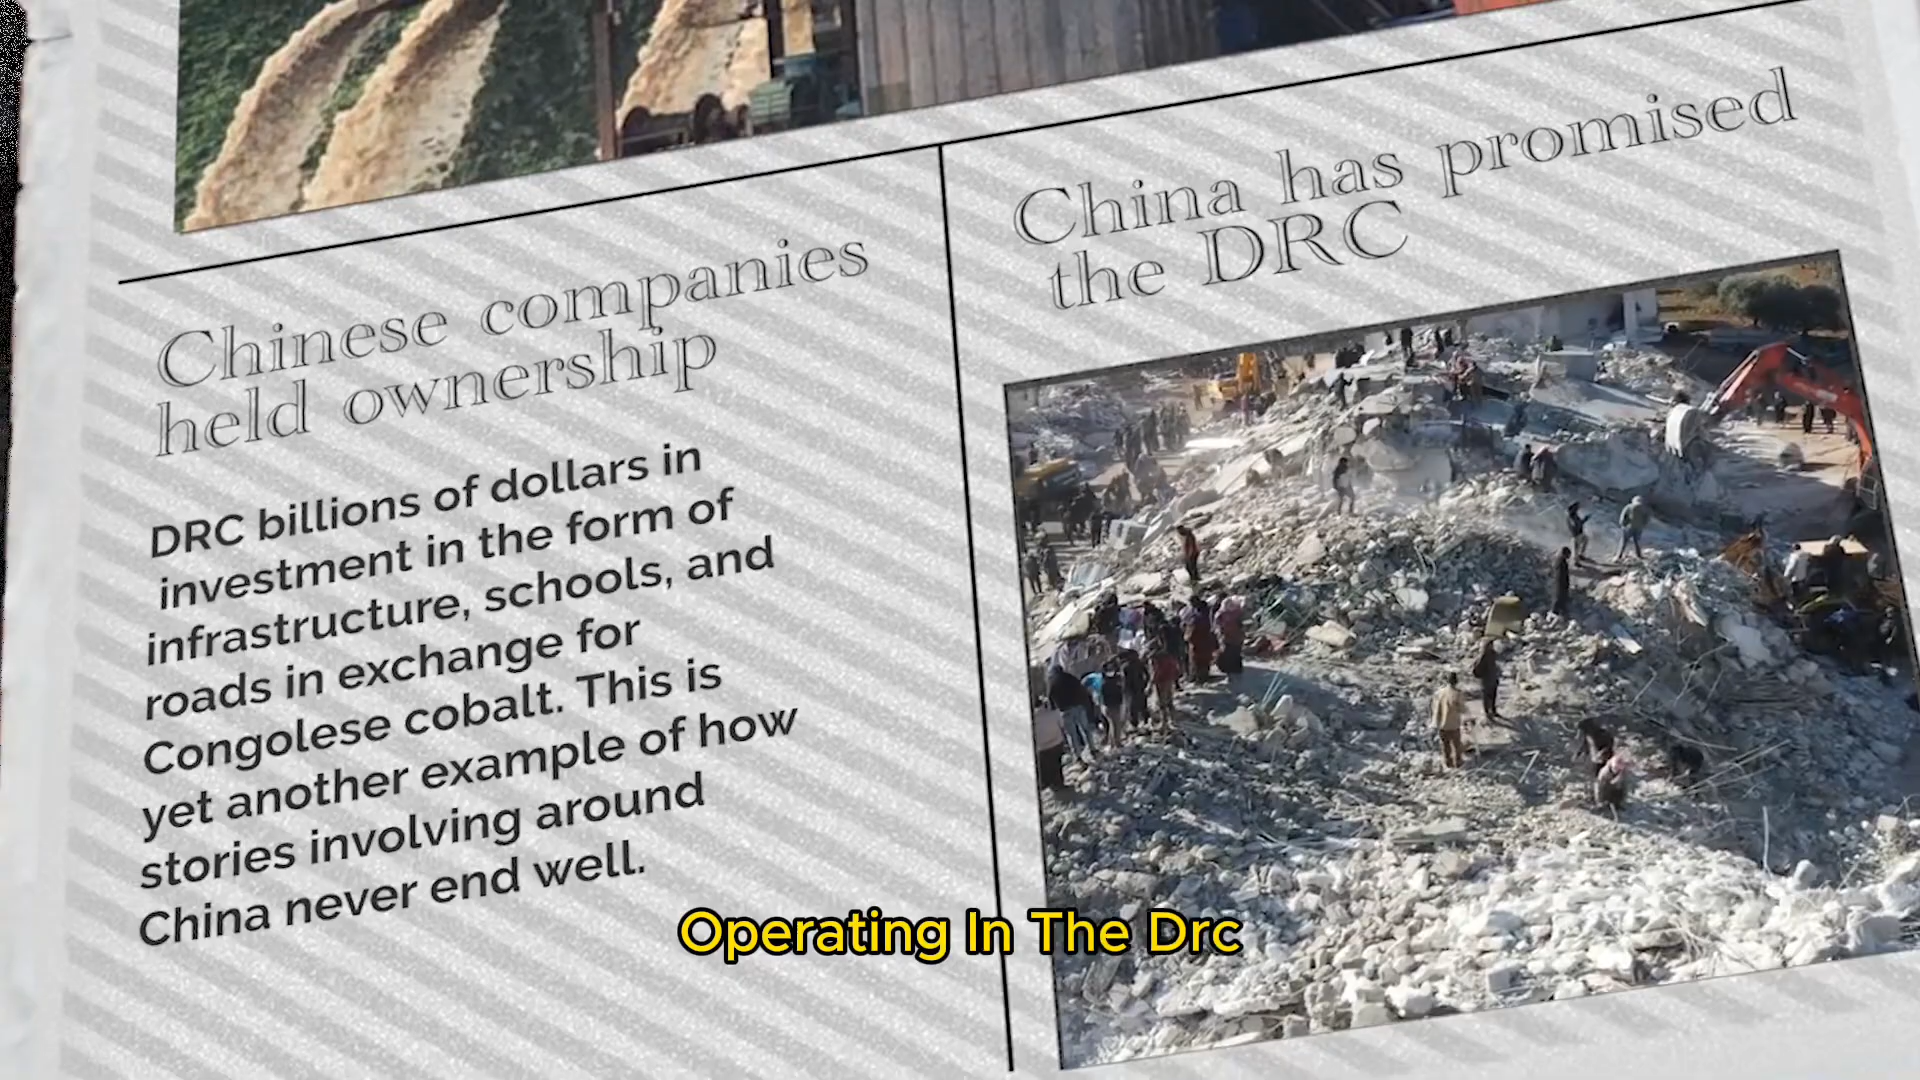 Chinese companies
held ownership
DRC billions of dollars in
investment in the form of
infrastructure, schools, and
roads in exchange for
Congolese cobalt. This is
yet another example of how
stories involving around
China never end well.
China has promised
the DRC
Operating In The Drc